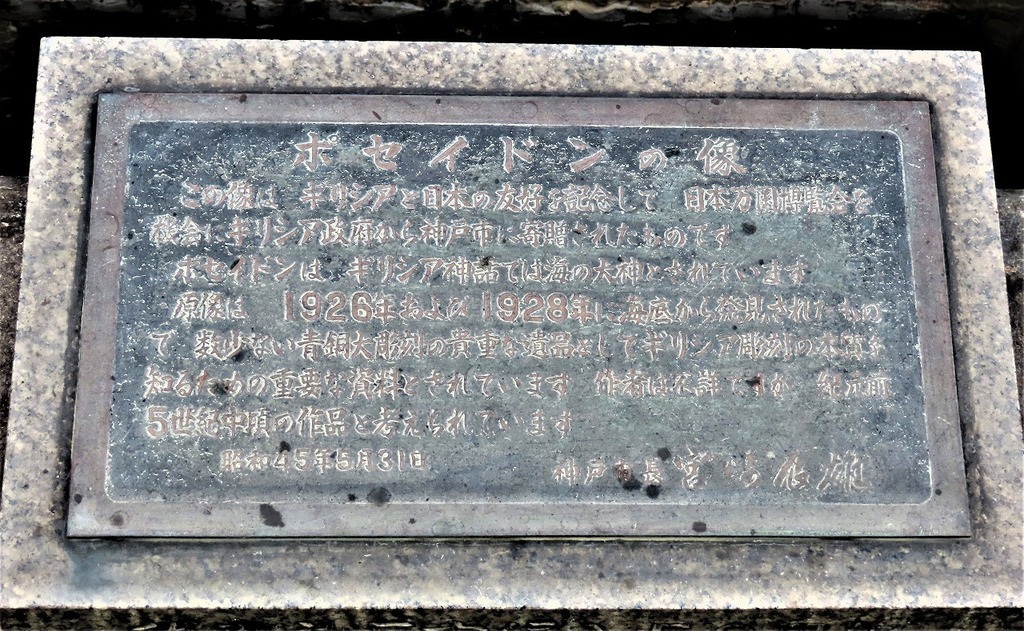 ポセイドンの像
この像は ギリシアと日本の友好を記念して 日本万国博覧会を
機会に ギリシア政府から神戸市に寄贈されたものです
ポセイドンは ギリシア神話では海の大神とされています
原像は 1926年および1928年に海底から発見されたもの
で 数少ない青銅大彫刻の貴重な遺品としてギリシア彫刻の本質を
知るための重要な資料とされています 作者は不詳ですが 紀元前
5世紀中頃の作品と考えられています
昭和45年5月31日 神戸市長 宮崎辰雄